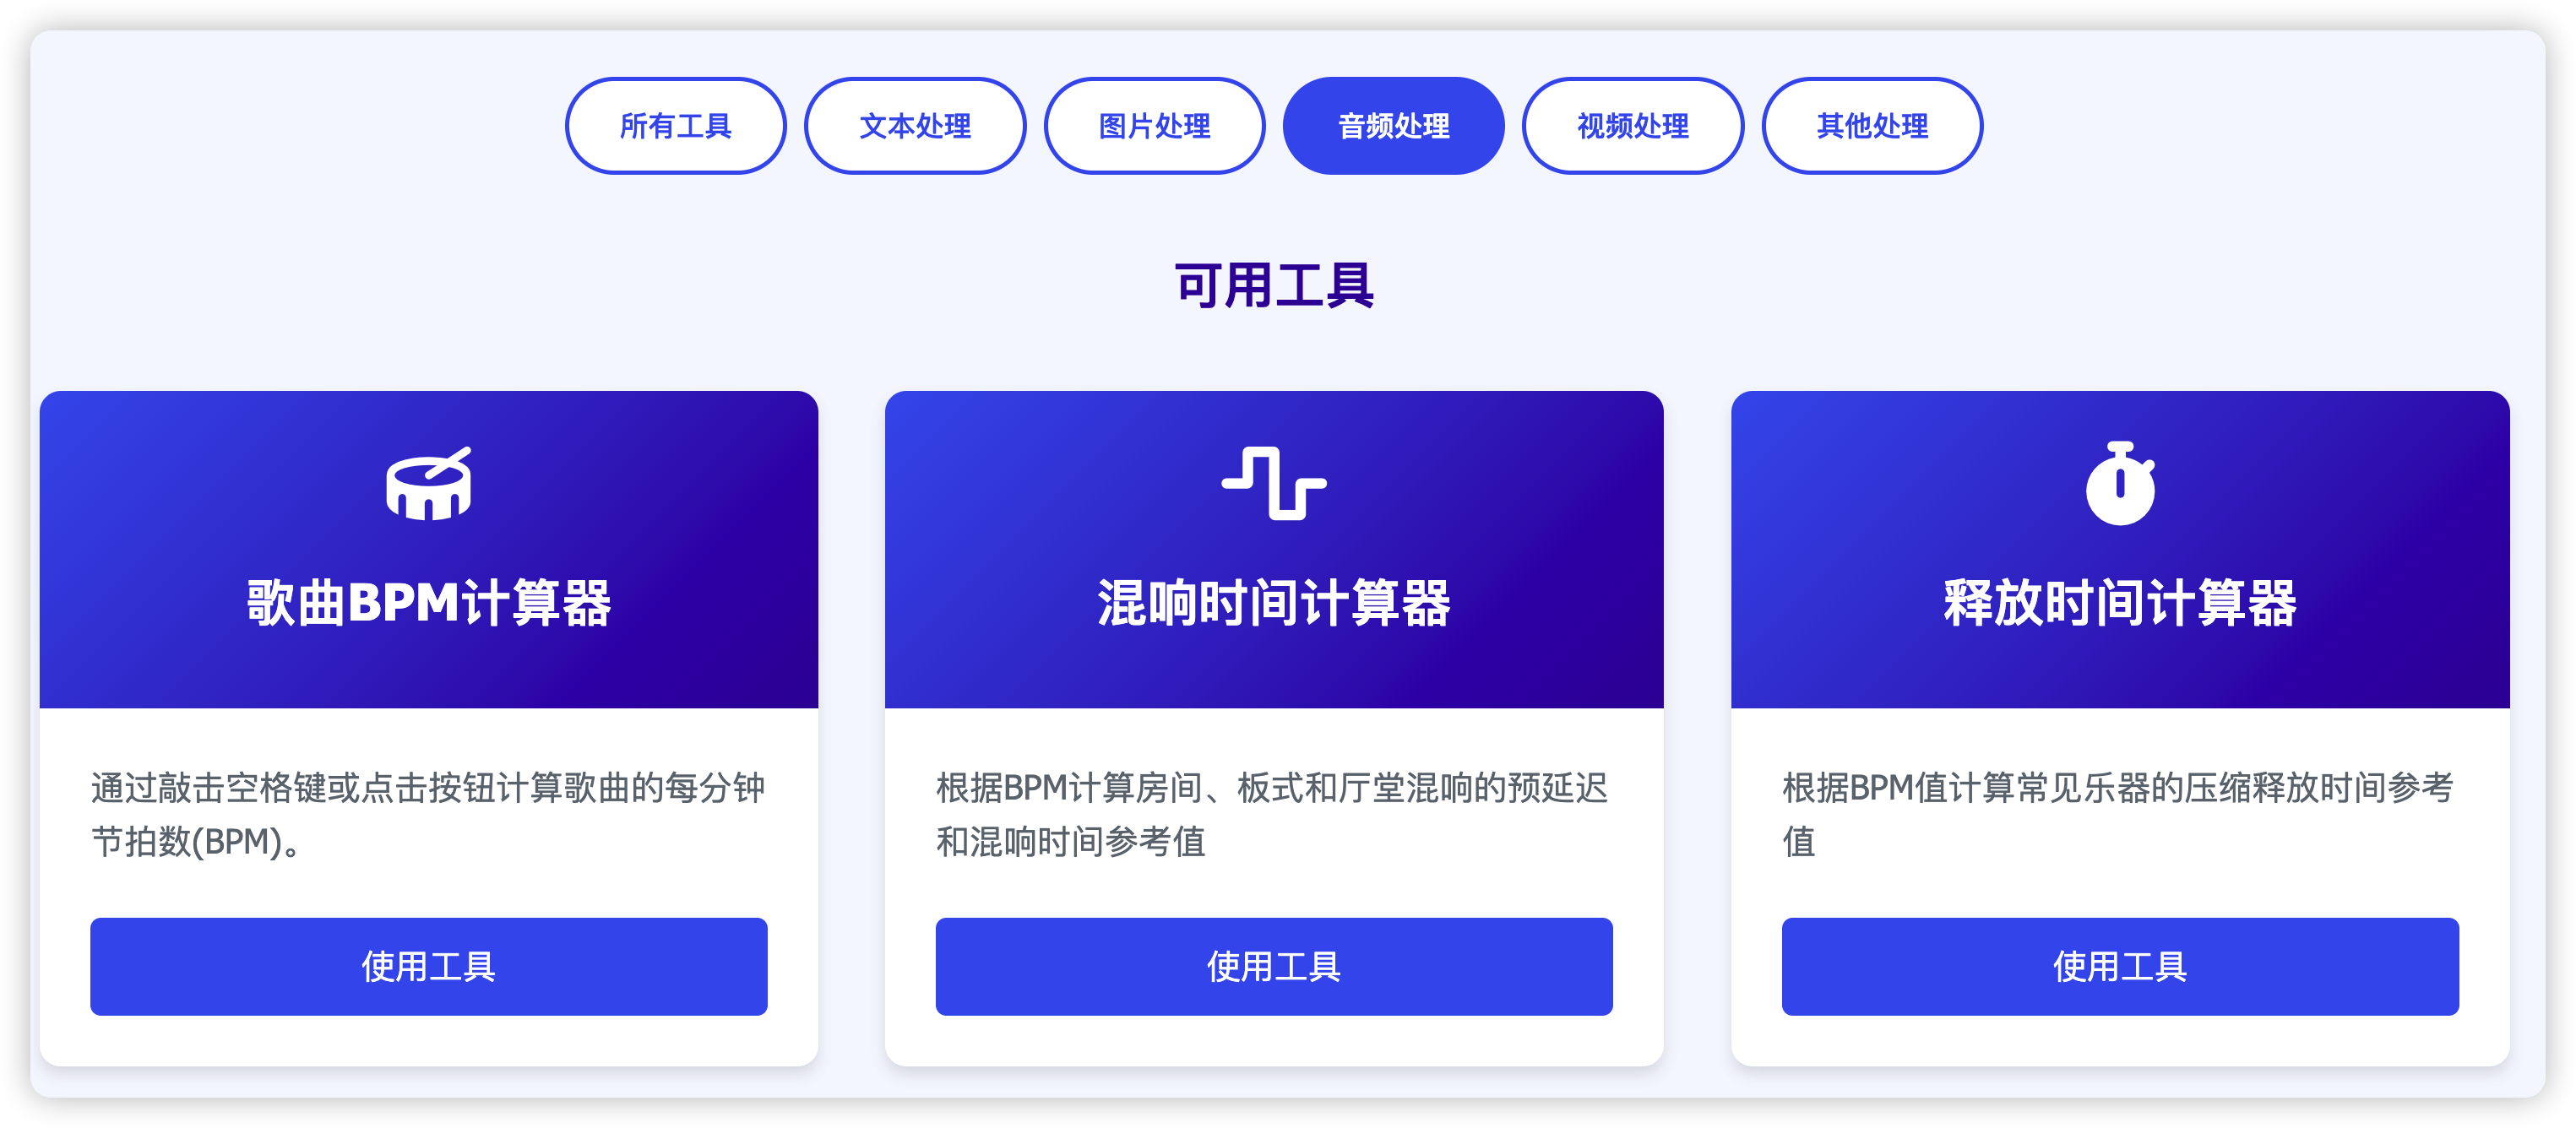 所有工具
文本处理
图片处理
音频处理
视频处理
其他处理
可用工具
歌曲BPM计算器
通过敲击空格键或点击按钮计算歌曲的每分钟
节拍数(BPM)。
使用工具
混响时间计算器
根据BPM计算房间、板式和厅堂混响的预延迟
和混响时间参考值
使用工具
释放时间计算器
根据BPM值计算常见乐器的压缩释放时间参考
值
使用工具